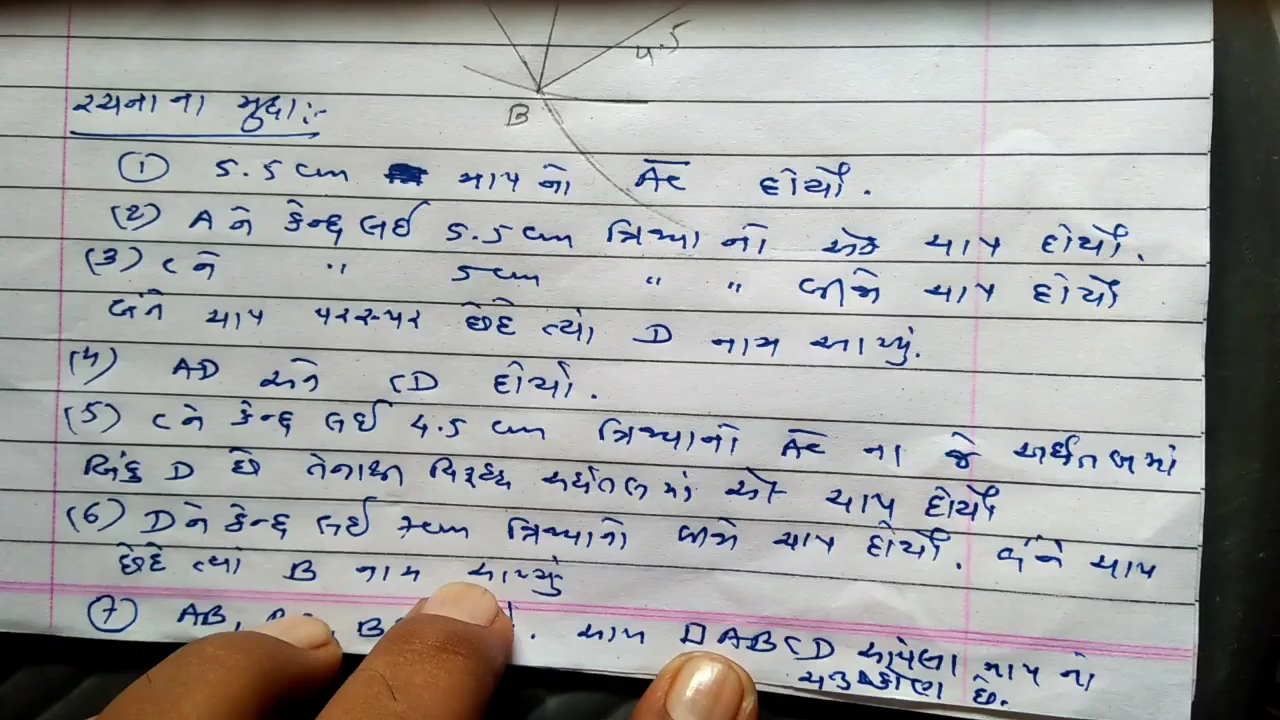 4.5
B
રચનાના મુદ્દા:-
(1) 5.5 cm માપનો AC દોર્યો.
(2) A ને કેન્દ્ર લઈ 5.5 cm ત્રિજ્યા નો એક ચાપ દોર્યો.
(3) C ને " 5 cm " " બીજો ચાપ દોર્યો
બંને ચાપ પરસ્પર છેદે ત્યાં D નામ આપ્યું.
(4) AD અને CD દોર્યો.
(5) C ને કેન્દ્ર લઈ 4.5 cm ત્રિજ્યાનો AC ના જે અર્ધતલમાં
બિંદુ D છે તેનાથી વિરૂધ્ધ અર્ધતલમાં એક ચાપ દોર્યો
(6) D ને કેન્દ્ર લઈ 7 cm ત્રિજ્યાનો બીજો ચાપ દોર્યો. બંને ચાપ
છેદે ત્યાં B નામ આપ્યું
(7) AB, આમ □ABCD આપેલા માપ નો
ચતુષ્કોણ છે.